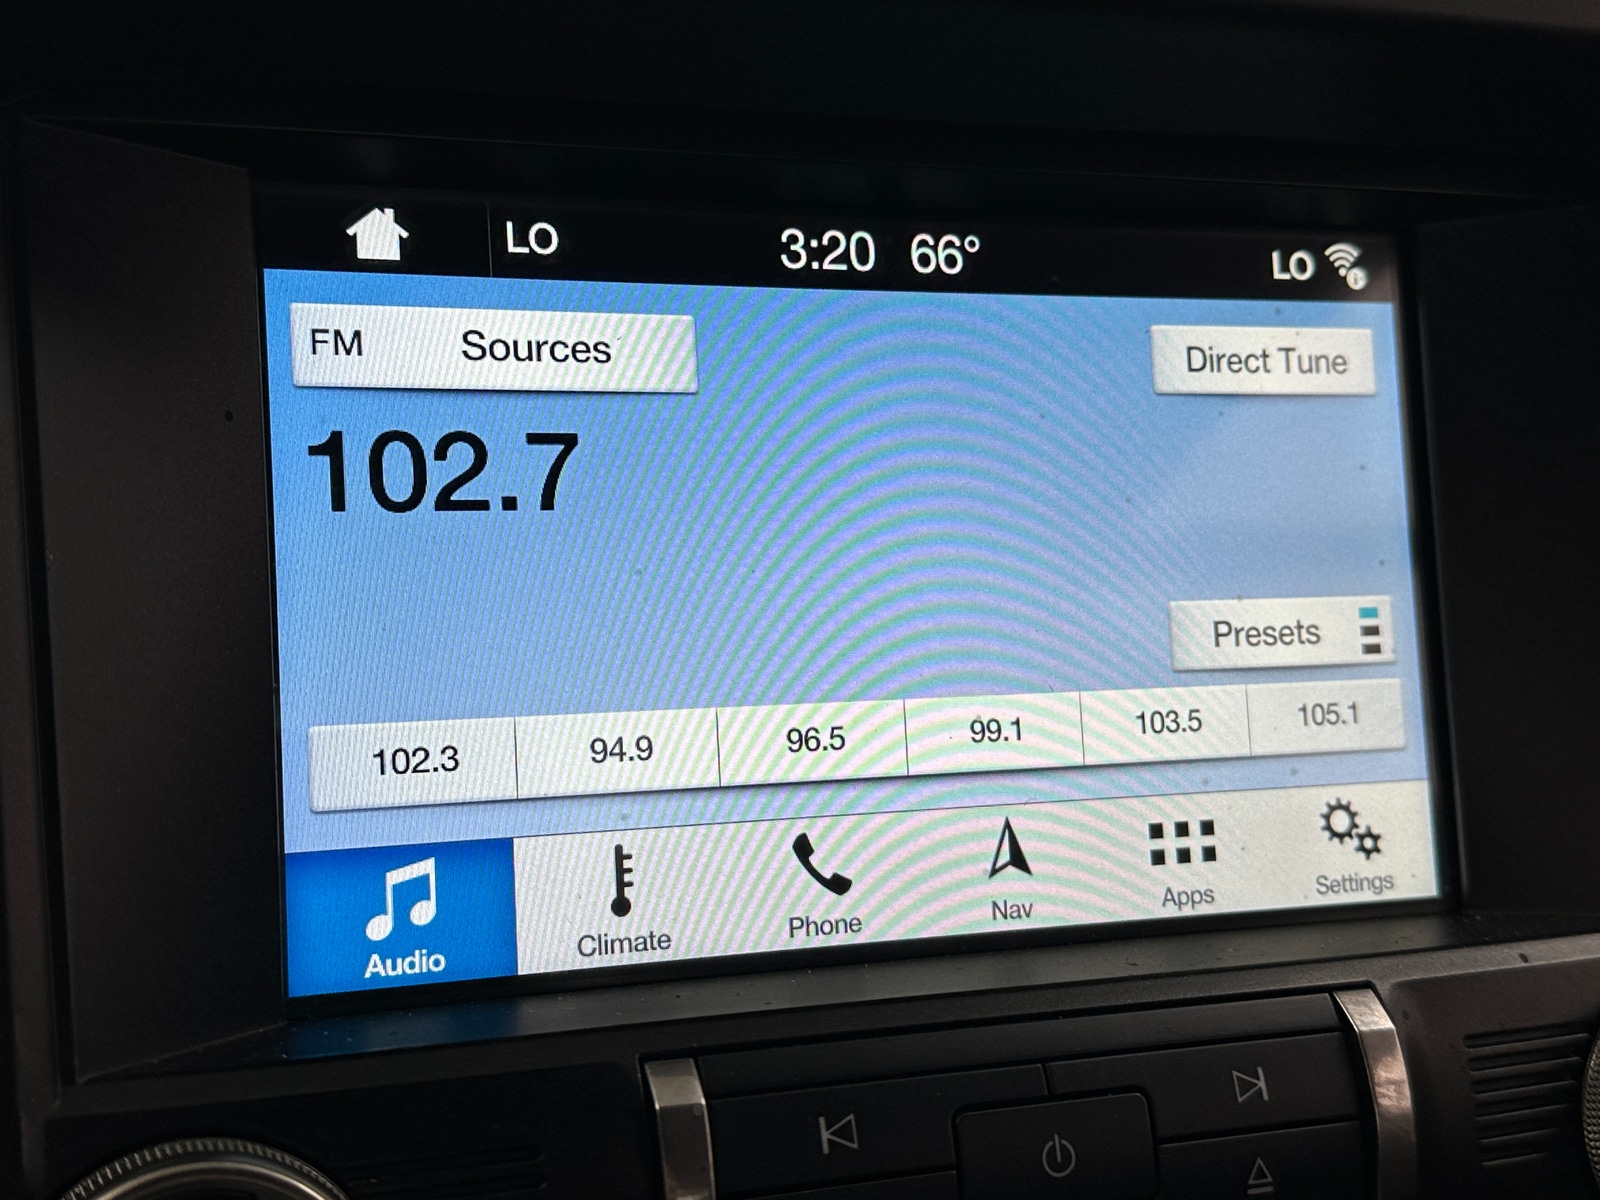 LO 3:20 66° LO
FM Sources Direct Tune
102.7
Presets
102.3 94.9 96.5 99.1 103.5 105.1
Audio Climate Phone Nav Apps Settings